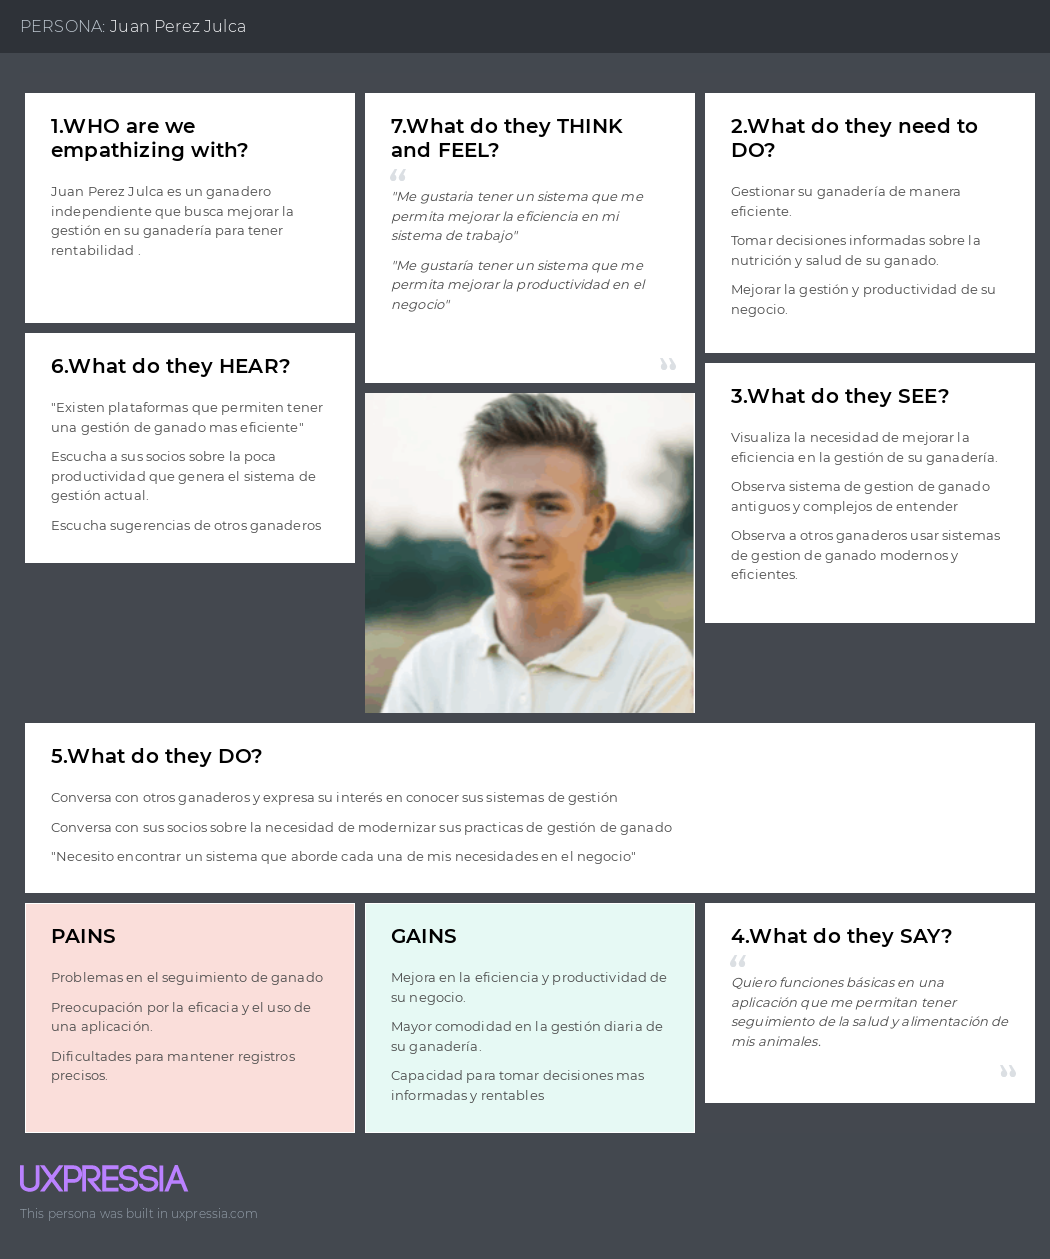 PERSONA: Juan Perez Julca
1.WHO are we
empathizing with?
Juan Perez Julca es un ganadero
independiente que busca mejorar la
gestión en su ganadería para tener
rentabilidad .
7.What do they THINK
and FEEL?
“
"Me gustaria tener un sistema que me
permita mejorar la eficiencia en mi
sistema de trabajo"
"Me gustaría tener un sistema que me
permita mejorar la productividad en el
negocio"
”
2.What do they need to
DO?
Gestionar su ganadería de manera
eficiente.
Tomar decisiones informadas sobre la
nutrición y salud de su ganado.
Mejorar la gestión y productividad de su
negocio.
6.What do they HEAR?
"Existen plataformas que permiten tener
una gestión de ganado mas eficiente"
Escucha a sus socios sobre la poca
productividad que genera el sistema de
gestión actual.
Escucha sugerencias de otros ganaderos
3.What do they SEE?
Visualiza la necesidad de mejorar la
eficiencia en la gestión de su ganadería.
Observa sistema de gestion de ganado
antiguos y complejos de entender
Observa a otros ganaderos usar sistemas
de gestion de ganado modernos y
eficientes.
5.What do they DO?
Conversa con otros ganaderos y expresa su interés en conocer sus sistemas de gestión
Conversa con sus socios sobre la necesidad de modernizar sus practicas de gestión de ganado
"Necesito encontrar un sistema que aborde cada una de mis necesidades en el negocio"
PAINS
Problemas en el seguimiento de ganado
Preocupación por la eficacia y el uso de
una aplicación.
Dificultades para mantener registros
precisos.
GAINS
Mejora en la eficiencia y productividad de
su negocio.
Mayor comodidad en la gestión diaria de
su ganadería.
Capacidad para tomar decisiones mas
informadas y rentables
4.What do they SAY?
“
Quiero funciones básicas en una
aplicación que me permitan tener
seguimiento de la salud y alimentación de
mis animales.
”
UXPRESSIA
This persona was built in uxpressia.com